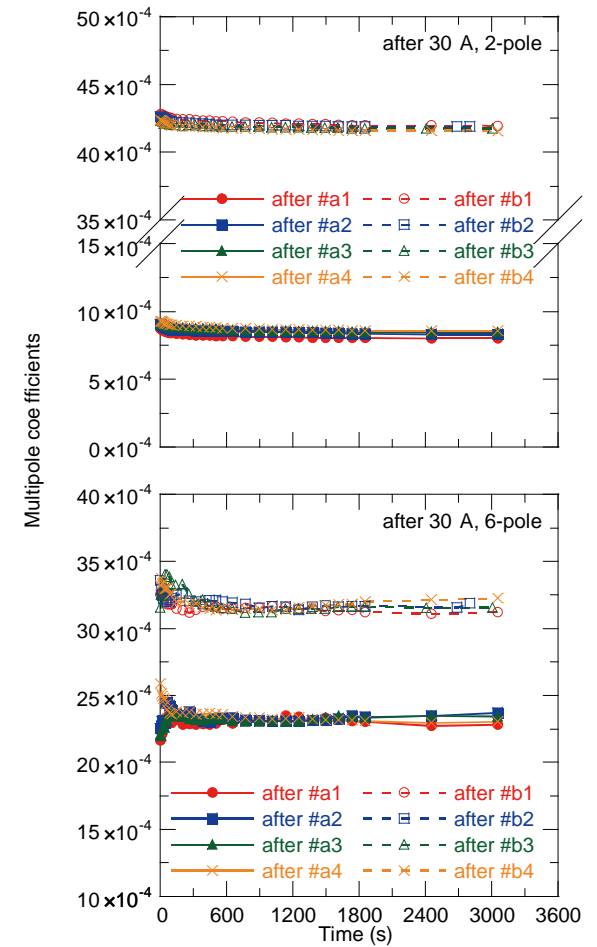 50×10-4
after 30 A, 2-pole
45×10-4
40×10-4
after #a1 after #b1
35×10-4
after #a2 after #b2
15×10-4
after #a3 after #b3
after #a4 after #b4
10×10-4
5×10-4
0×10-4
Multipole coe fficients
40×10-4
after 30 A, 6-pole
35×10-4
30×10-4
25×10-4
20×10-4
after #a1 after #b1
after #a2 after #b2
15×10-4
after #a3 after #b3
after #a4 after #b4
10×10-4
0 600 1200 1800 2400 3000 3600
Time (s)